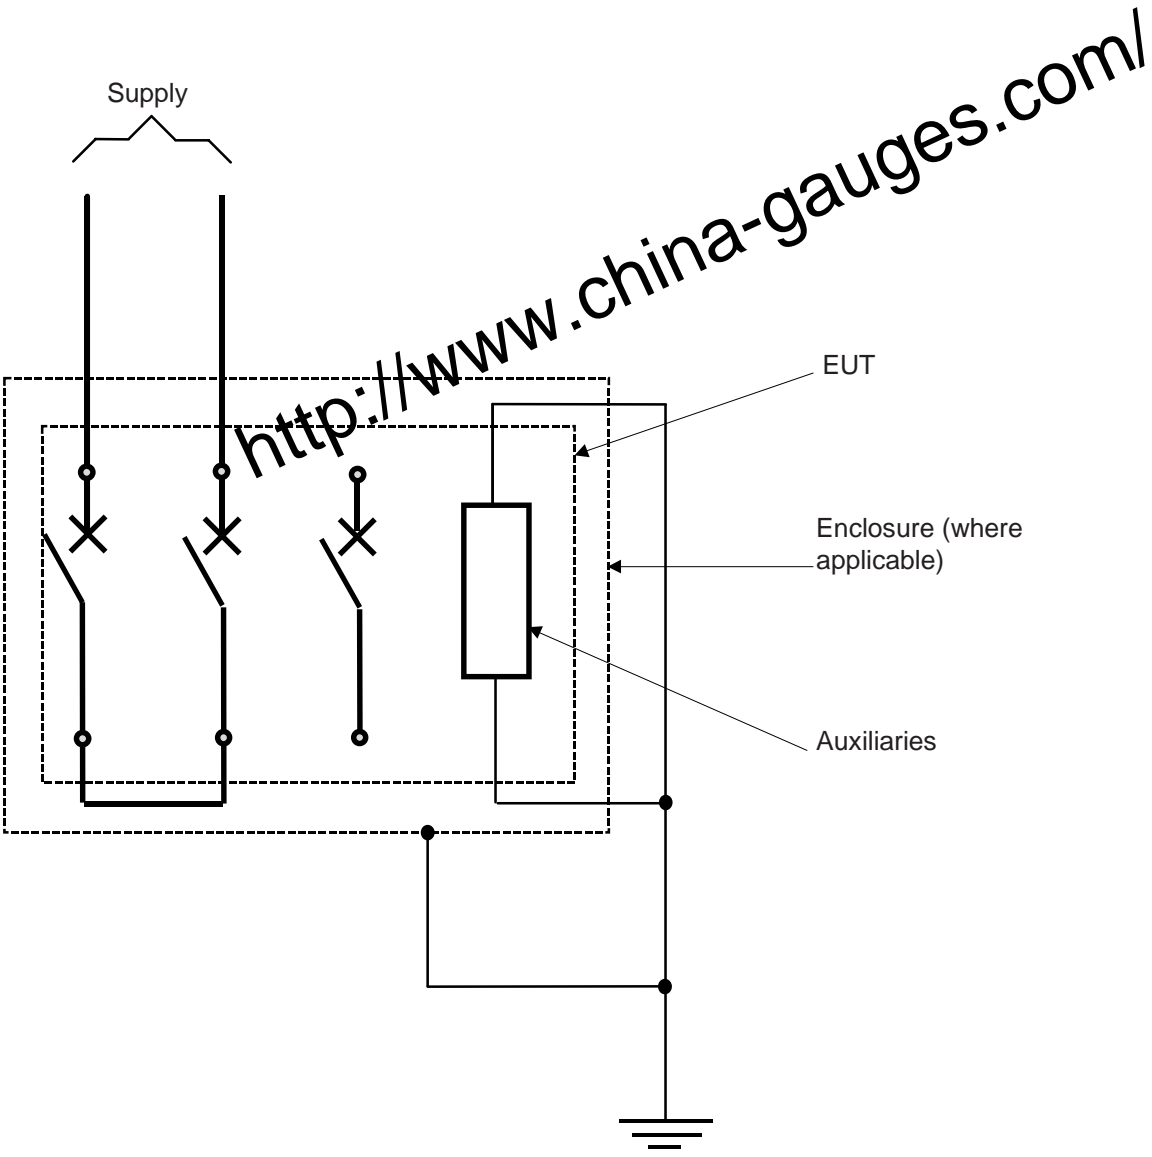 Supply
http://www.china-gauges.com/
EUT
Enclosure (where
applicable)
Auxiliaries